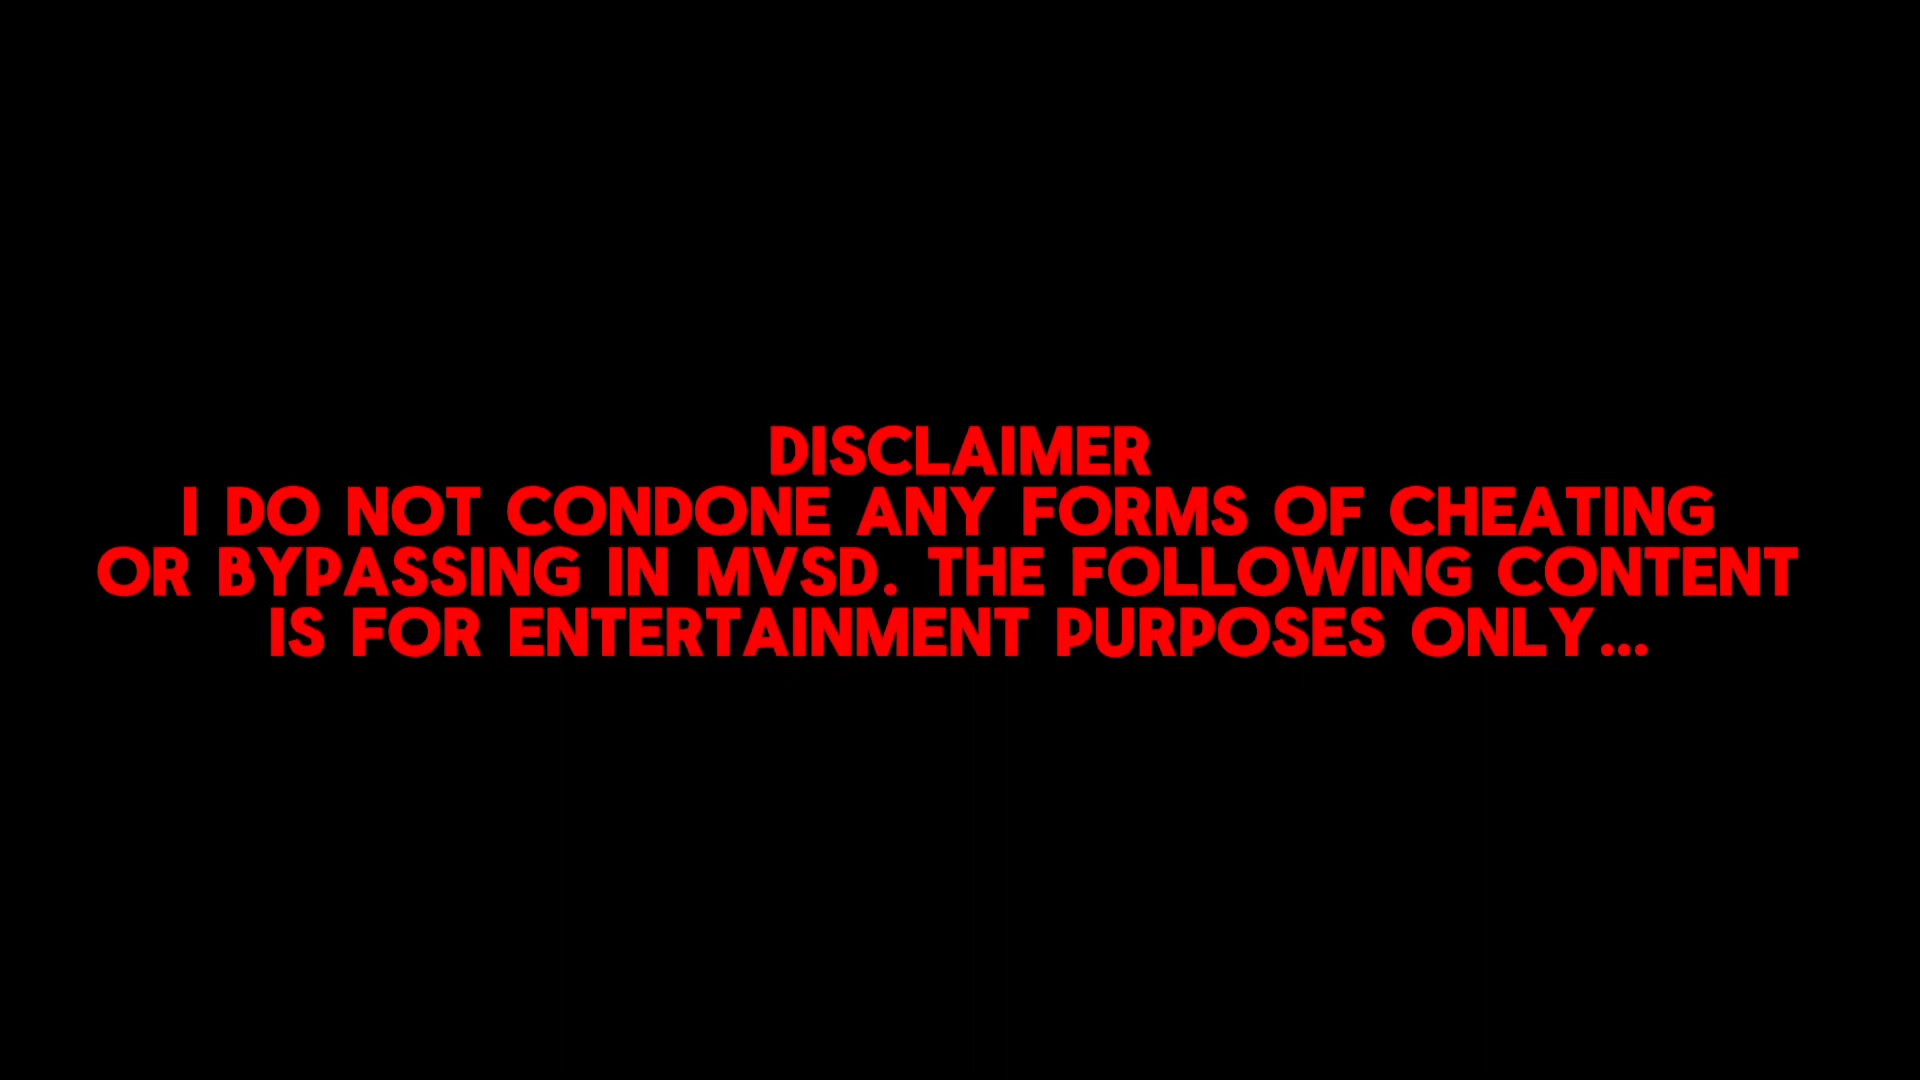 DISCLAIMER
I DO NOT CONDONE ANY FORMS OF CHEATING
OR BYPASSING IN MVSD. THE FOLLOWING CONTENT
IS FOR ENTERTAINMENT PURPOSES ONLY...